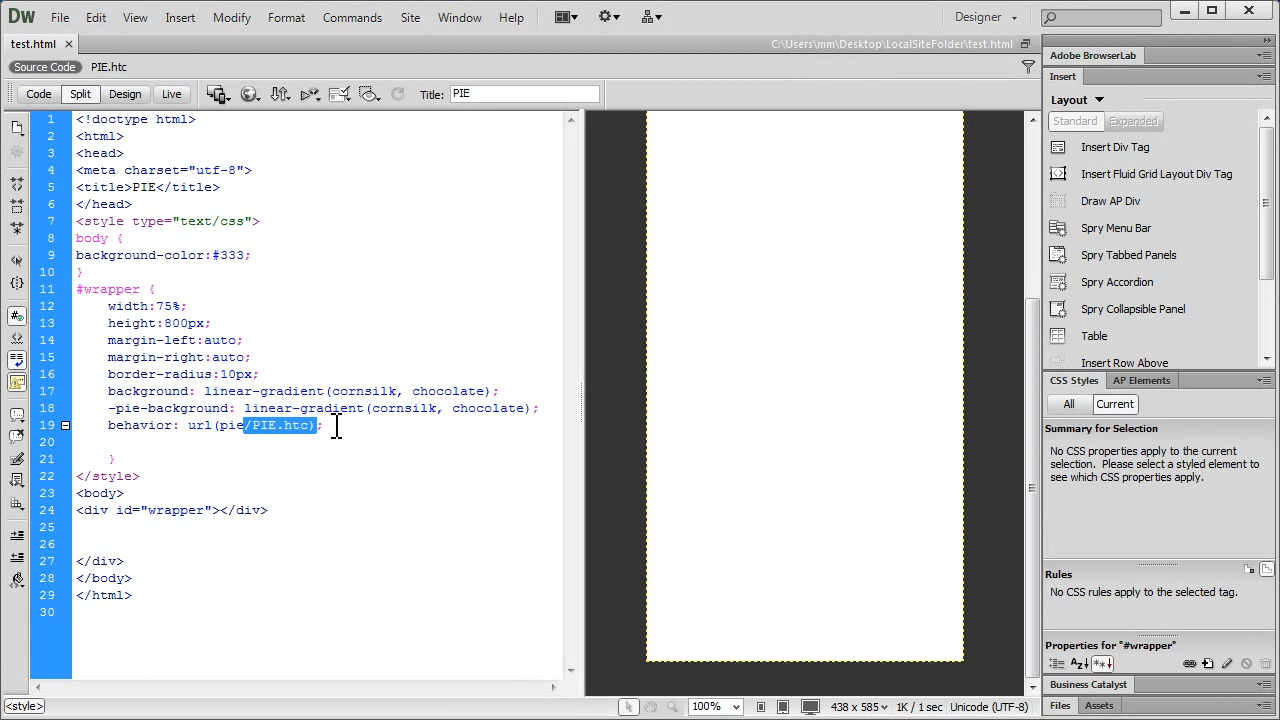 Dw File Edit View Insert Modify Format Commands Site Window Help Designer
test.html × C:\Users\mm\Desktop\LocalSiteFolder\test.html
Source Code PIE.htc
Code Split Design Live Title: PIE
1 <!doctype html>
2 <html>
3 <head>
4 <meta charset="utf-8">
5 <title>PIE</title>
6 </head>
7 <style type="text/css">
8 body {
9 background-color:#333;
10 }
11 #wrapper {
12 width:75%;
13 height:800px;
14 margin-left:auto;
15 margin-right:auto;
16 border-radius:10px;
17 background: linear-gradient(cornsilk, chocolate);
18 -pie-background: linear-gradient(cornsilk, chocolate);
19 behavior: url(pie/PIE.htc);
20
21 }
22 </style>
23 <body>
24 <div id="wrapper"></div>
25
26
27 </div>
28 </body>
29 </html>
30
<style> 100% 438 x 585 1K / 1 sec Unicode (UTF-8)
Adobe BrowserLab
Insert
Layout
Standard Expanded
Insert Div Tag
Insert Fluid Grid Layout Div Tag
Draw AP Div
Spry Menu Bar
Spry Tabbed Panels
Spry Accordion
Spry Collapsible Panel
Table
Insert Row Above
CSS Styles AP Elements
All Current
Summary for Selection
No CSS properties apply to the current
selection. Please select a styled element to
see which CSS properties apply.
Rules
No CSS rules apply to the selected tag.
Properties for "#wrapper"
Business Catalyst
Files Assets